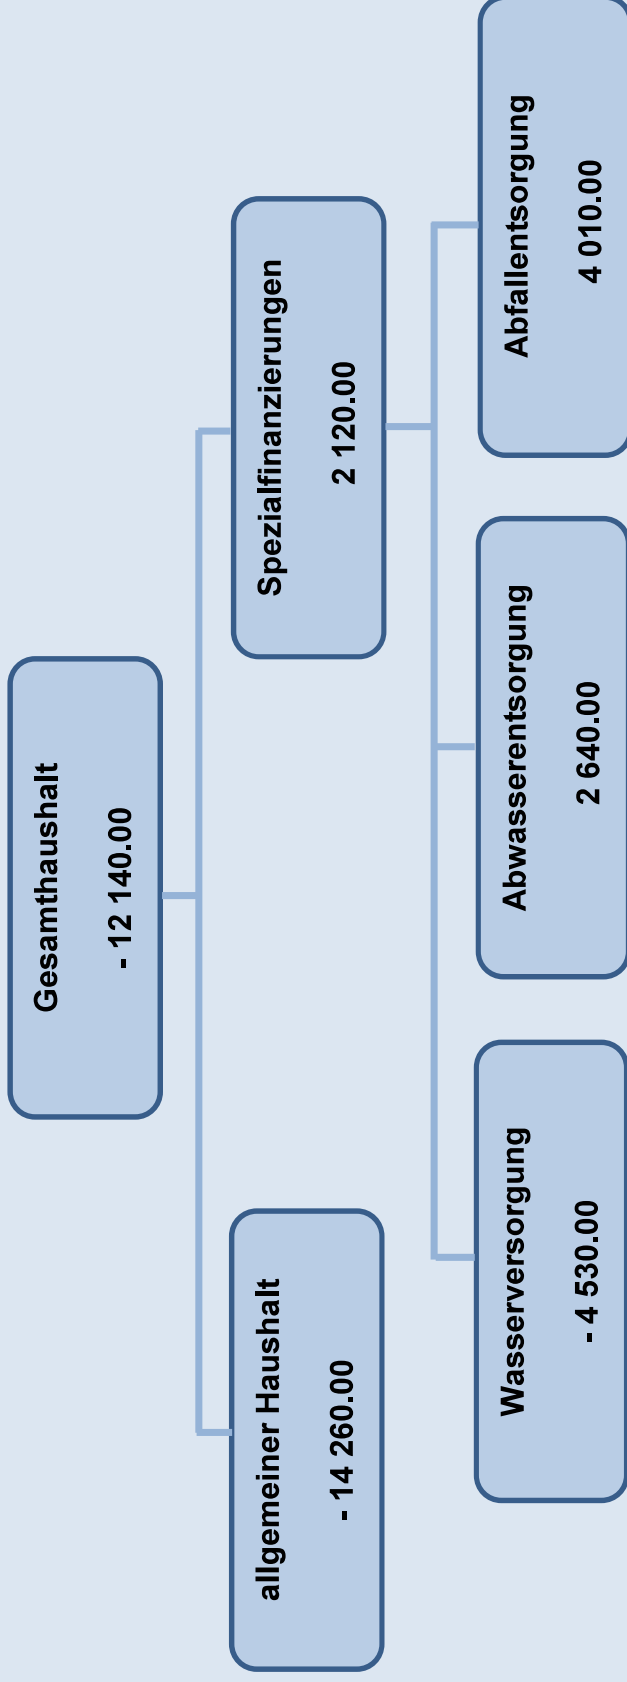 Gesamthaushalt
- 12 140.00
allgemeiner Haushalt
- 14 260.00
Spezialfinanzierungen
2 120.00
Wasserversorgung
- 4 530.00
Abwasserentsorgung
2 640.00
Abfallentsorgung
4 010.00